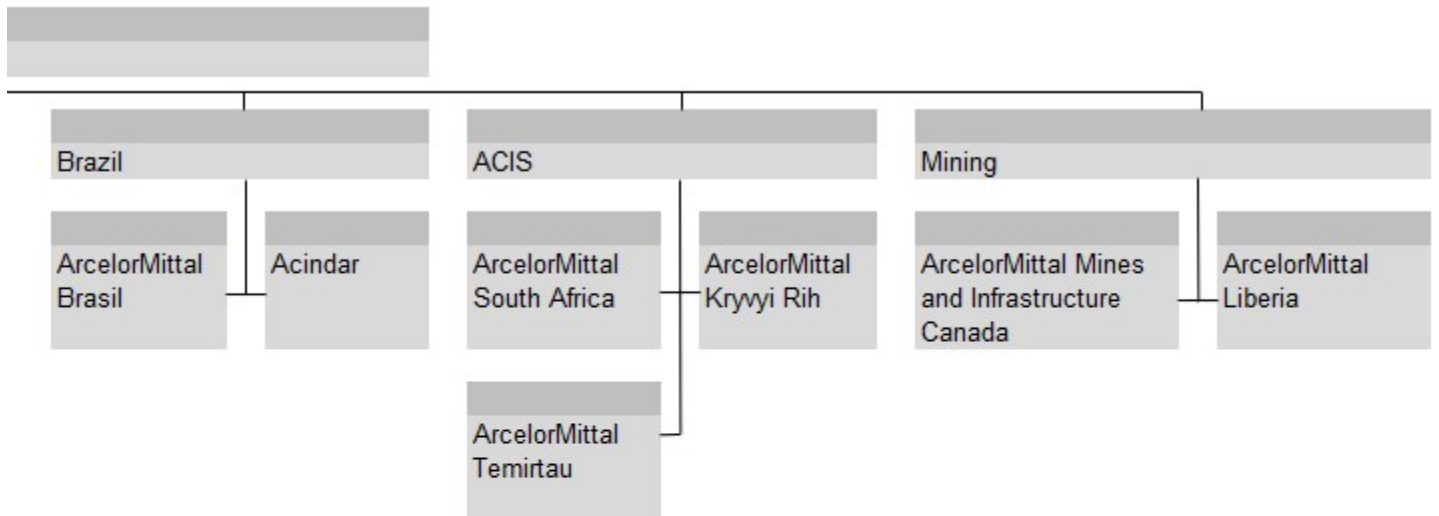 Brazil
ACIS
Mining
ArcelorMittal
Brasil
Acindar
ArcelorMittal
South Africa
ArcelorMittal
Kryvyi Rih
ArcelorMittal Mines
and Infrastructure
Canada
ArcelorMittal
Liberia
ArcelorMittal
Temirtau